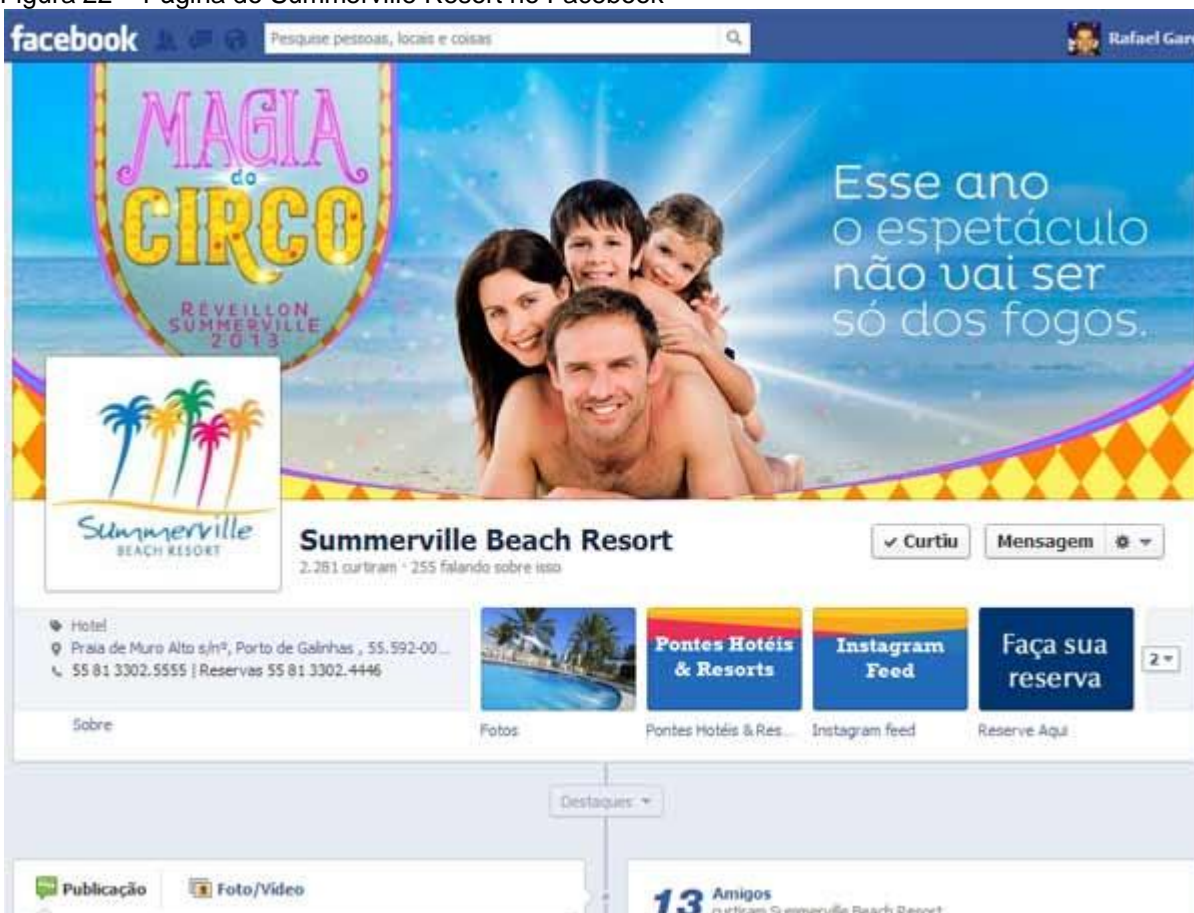 Figura 22 – Página do Summerville Resort no Facebook
facebook
Pesquise pessoas, locais e coisas
Rafael Gar
MAGIA
do
CIRCO
RÉVEILLON
SUMMERVILLE
2013
Esse ano
o espetáculo
não vai ser
só dos fogos.
Summerville
BEACH RESORT
Summerville Beach Resort
2.281 curtiram · 255 falando sobre isso
✓ Curtiu
Mensagem
Hotel
Praia de Muro Alto s/nº, Porto de Galinhas , 55.592-00...
55 81 3302.5555 | Reservas 55 81 3302.4446
Sobre
Pontes Hotéis
& Resorts
Instagram
Feed
Faça sua
reserva
2
Fotos
Pontes Hotéis & Res...
Instagram feed
Reserve Aqui
Destaques
Publicação
Foto/Vídeo
13 Amigos
curtiram Summerville Beach Resort